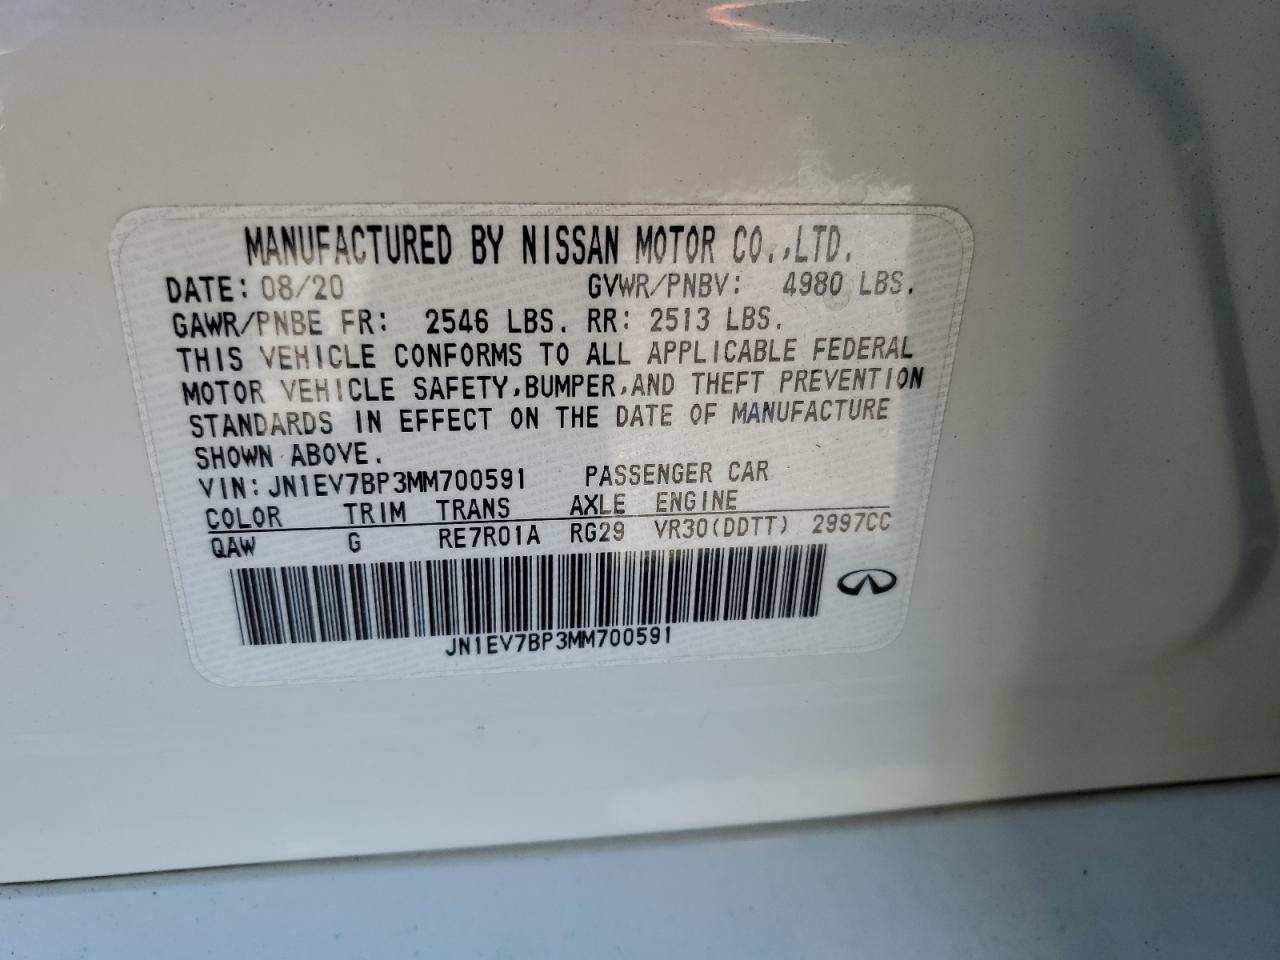 MANUFACTURED BY NISSAN MOTOR CO.,LTD.
DATE: 08/20 GVWR/PNBV: 4980 LBS.
GAWR/PNBE FR: 2546 LBS. RR: 2513 LBS.
THIS VEHICLE CONFORMS TO ALL APPLICABLE FEDERAL
MOTOR VEHICLE SAFETY,BUMPER,AND THEFT PREVENTION
STANDARDS IN EFFECT ON THE DATE OF MANUFACTURE
SHOWN ABOVE.
VIN: JN1EV7BP3MM700591 PASSENGER CAR
COLOR TRIM TRANS AXLE ENGINE
QAW G RE7R01A RG29 VR30(DDTT) 2997CC
JN1EV7BP3MM700591